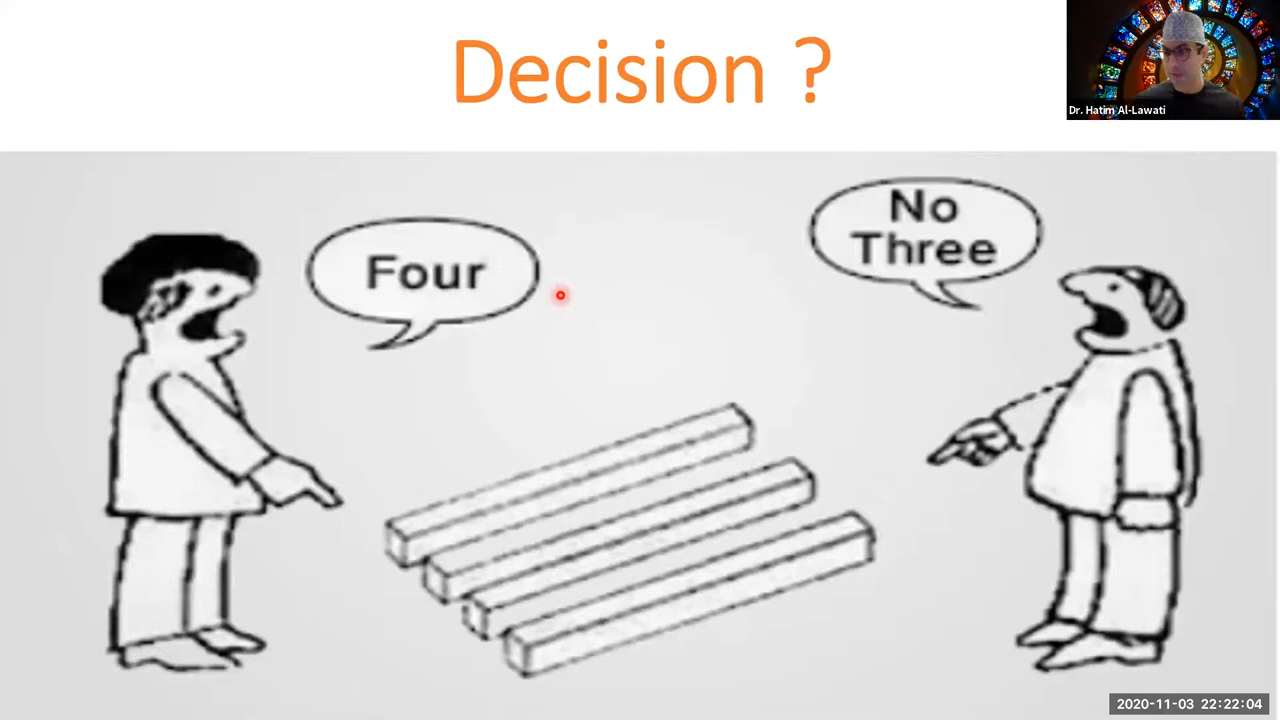 Decision ?
Dr. Hatim Al-Lawati
Four
No
Three
2020-11-03 22:22:04